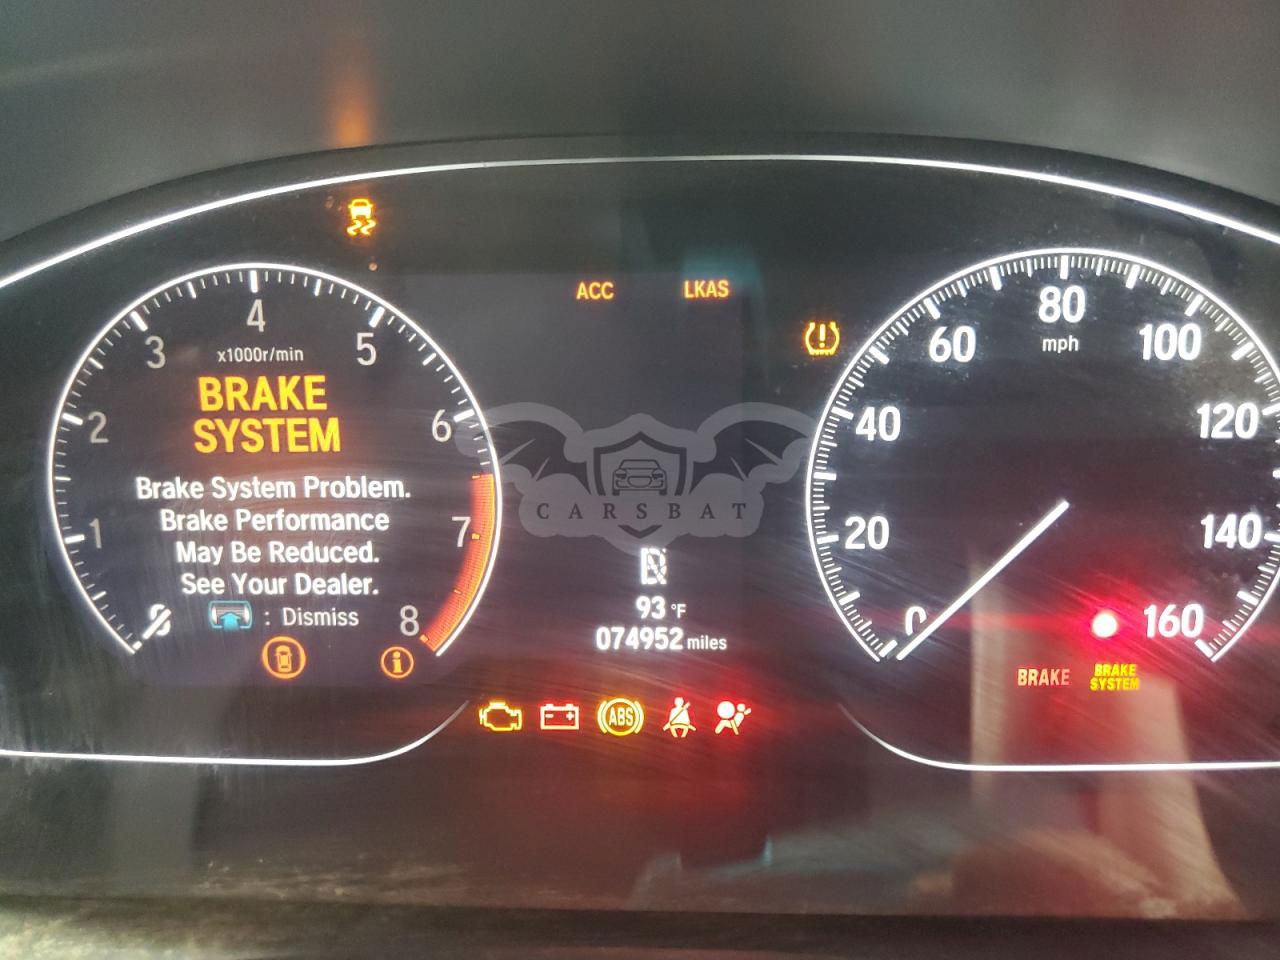 4
3
5
x1000r/min
BRAKE
SYSTEM
2
6
Brake System Problem.
Brake Performance
May Be Reduced.
See Your Dealer.
1
7
: Dismiss
8
ACC
LKAS
CARSBAT
93 °F
074952 miles
ABS
80
60
mph
100
40
120
20
140
0
160
BRAKE
BRAKE
SYSTEM